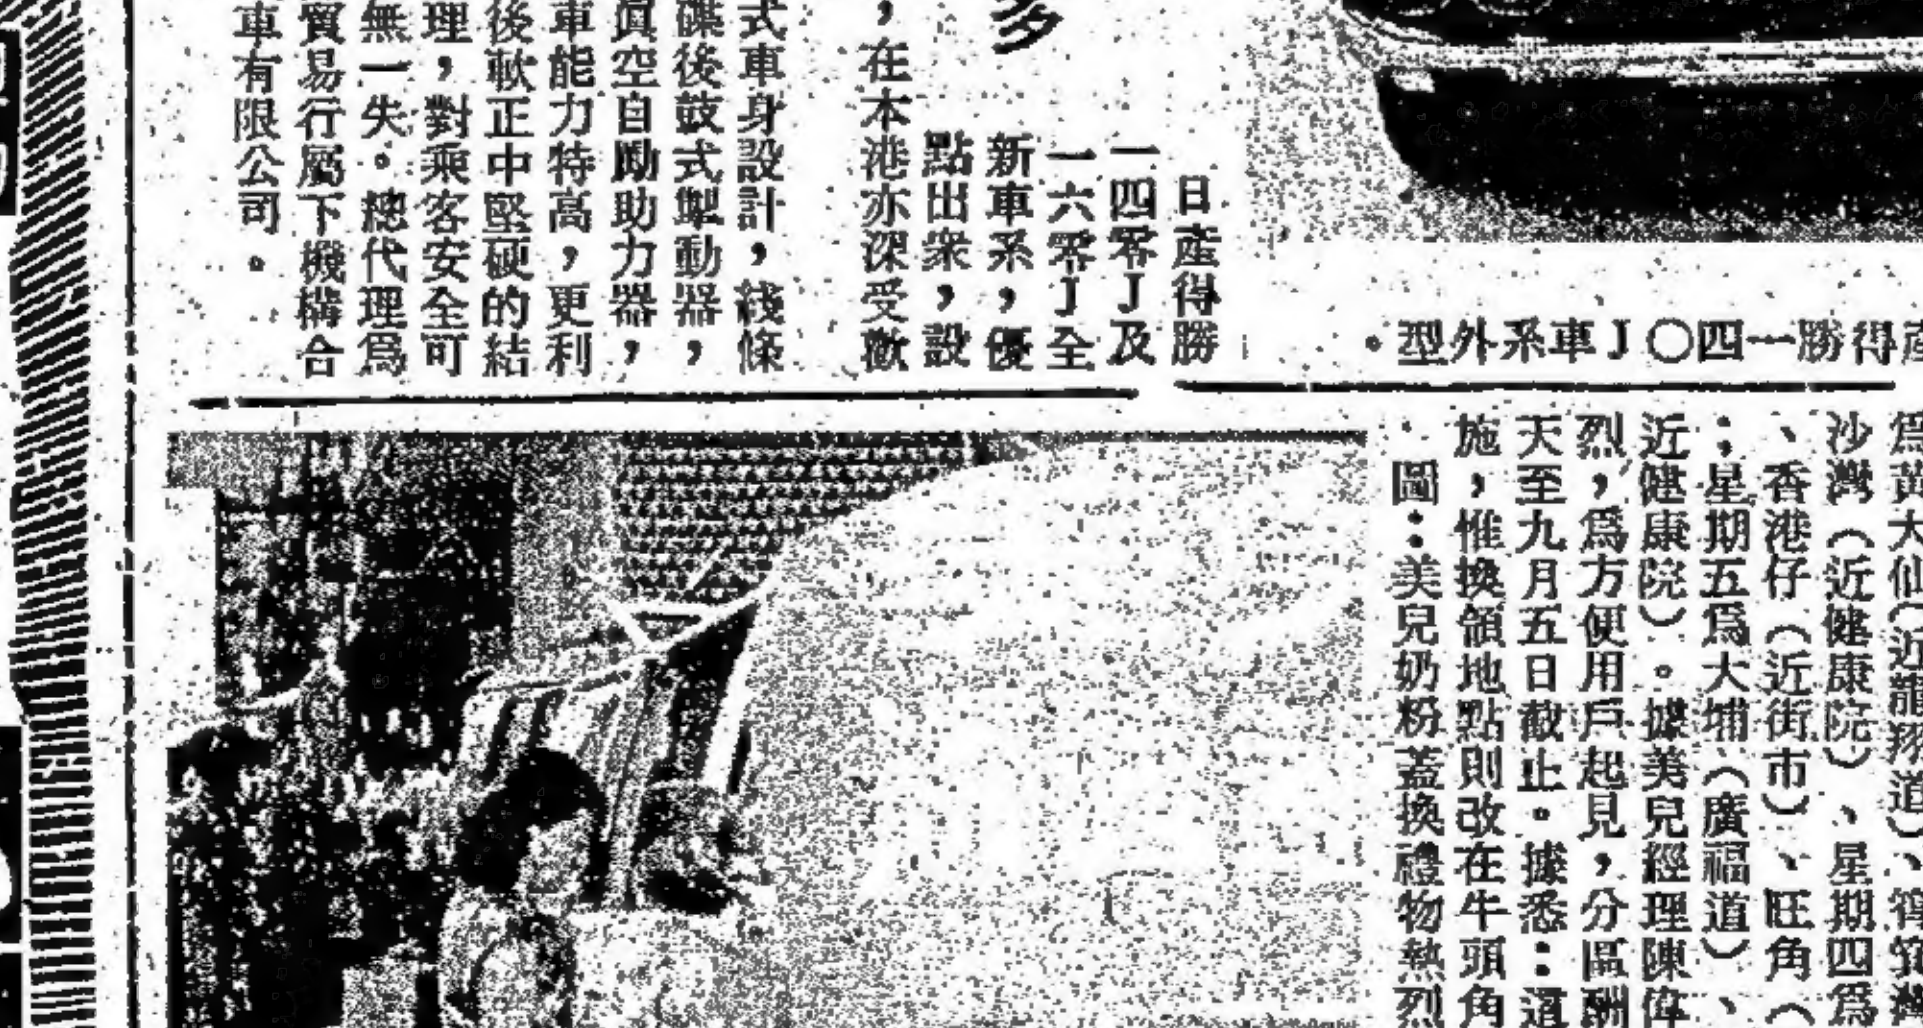 多
日產得勝
一四零J及
一六零J全
新車系，優
點出衆，設
，在本港亦深受歡
式車身設計，綫條
碟後鼓式掣動器，
眞空自助力器，
車能力特高，更利
後軟正中堅硬的結
理，對乘客安全可
無一失。總代理爲
貿易行屬下機構合
車有限公司。
得勝一四〇J車系外型。
爲黃大仙（近龍翔道）、筲箕灣
沙灣（近健康院）、星期四爲
、香港仔（近街市）、旺角（
；星期五爲大埔（廣福道）、
近健康院）。據美兒經理陳偉
烈，爲方便用戶起見，分區酬
天至九月五日截止。據悉：這
施，惟換領地點則改在牛頭角
圖：美兒奶粉蓋換禮物熱烈